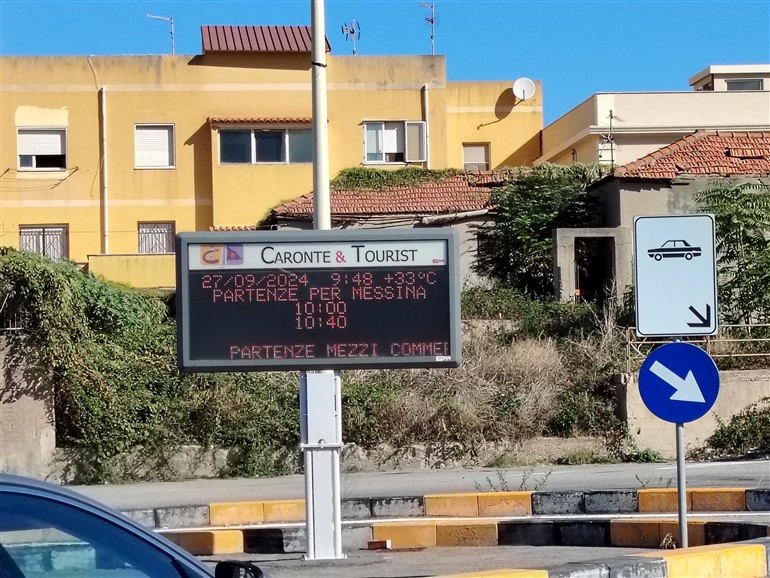 CARONTE & TOURIST
27/09/2024 9:48 +33°C
PARTENZE PER MESSINA
10:00
10:40
PARTENZE MEZZI COMME